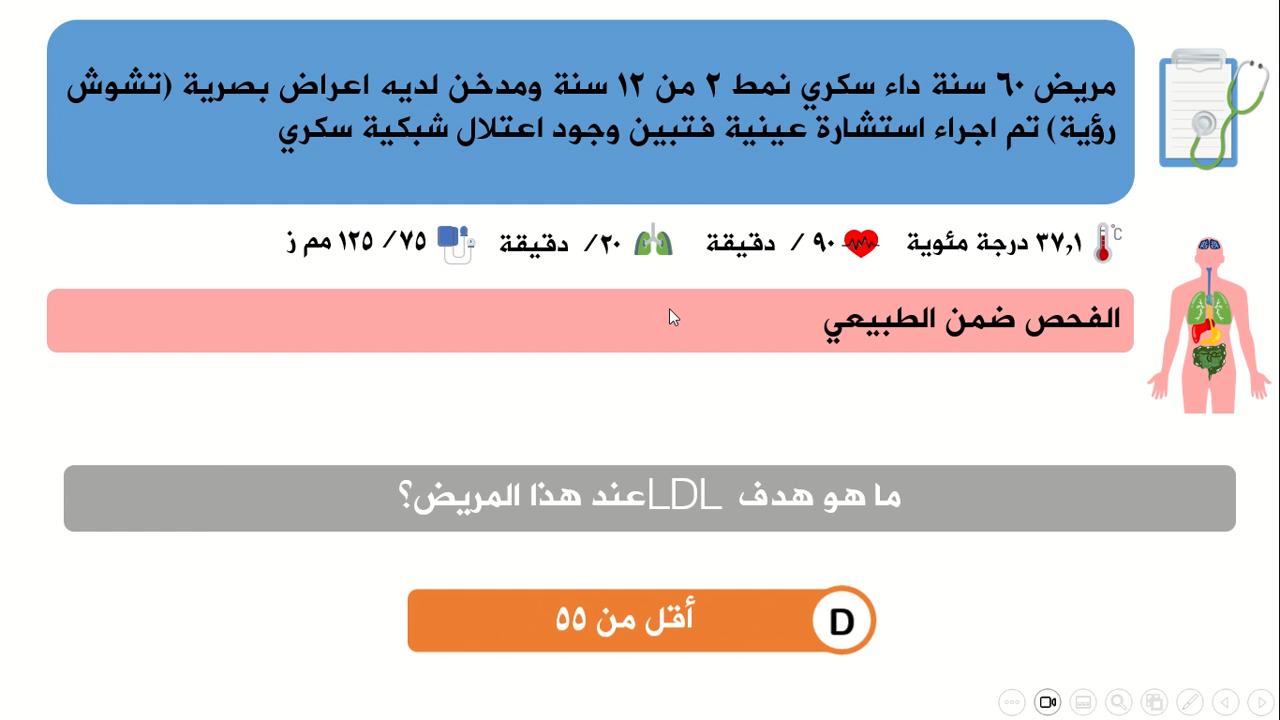 مريض ٦٠ سنة داء سكري نمط ٢ من ١٢ سنة ومدخن لديه اعراض بصرية (تشوش
رؤية) تم اجراء استشارة عينية فتبين وجود اعتلال شبكية سكري
°C
٣٧,١ درجة مئوية
٩٠ / دقيقة
٢٠/ دقيقة
١٢٥ /٧٥ مم ز
الفحص ضمن الطبيعي
ما هو هدف LDL عند هذا المريض؟
D
أقل من ٥٥